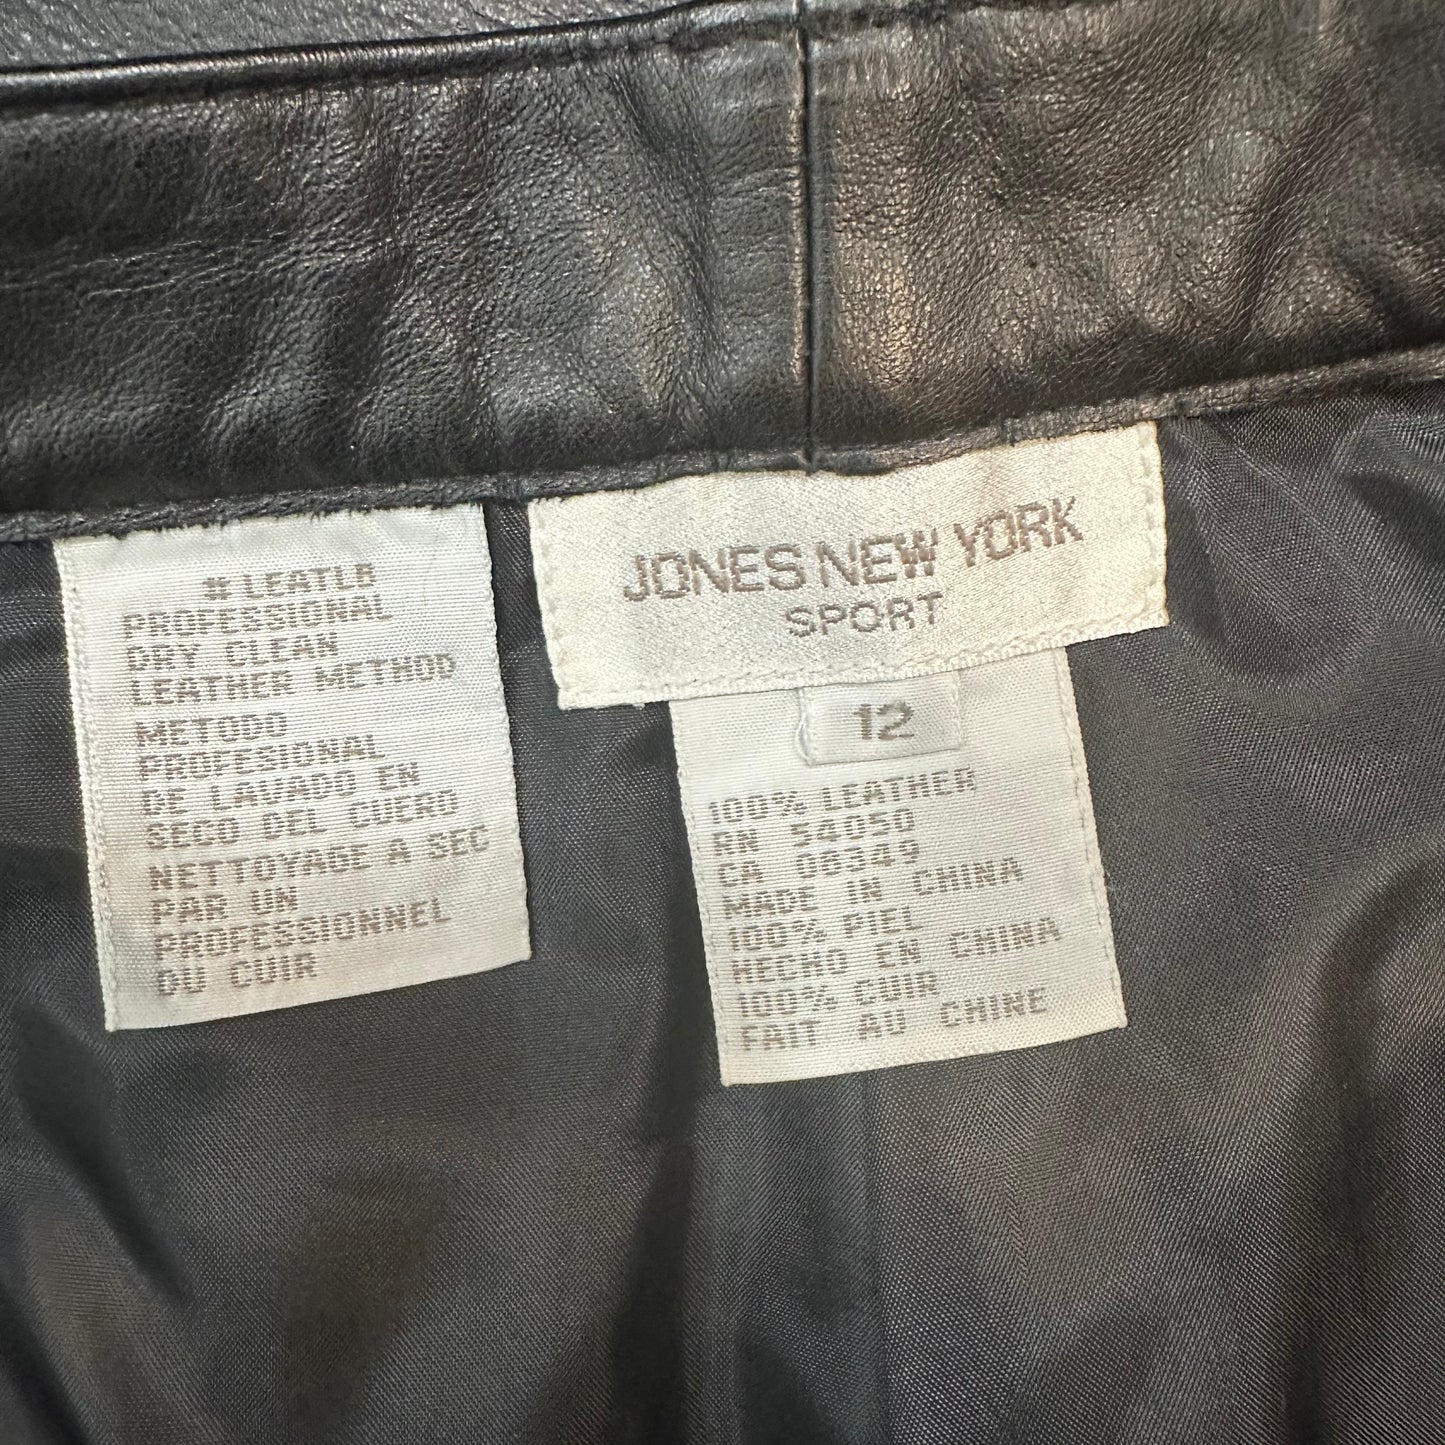 # LEATLR
PROFESSIONAL
DRY CLEAN
LEATHER METHOD
METODO
PROFESIONAL
DE LAVADO EN
SECO DEL CUERO
NETTOYAGE A SEC
PAR UN
PROFESSIONNEL
DU CUIR
JONES NEW YORK
SPORT
12
100% LEATHER
RN 54050
CA 08349
MADE IN CHINA
100% PIEL
HECHO EN CHINA
100% CUIR
FAIT AU CHINE